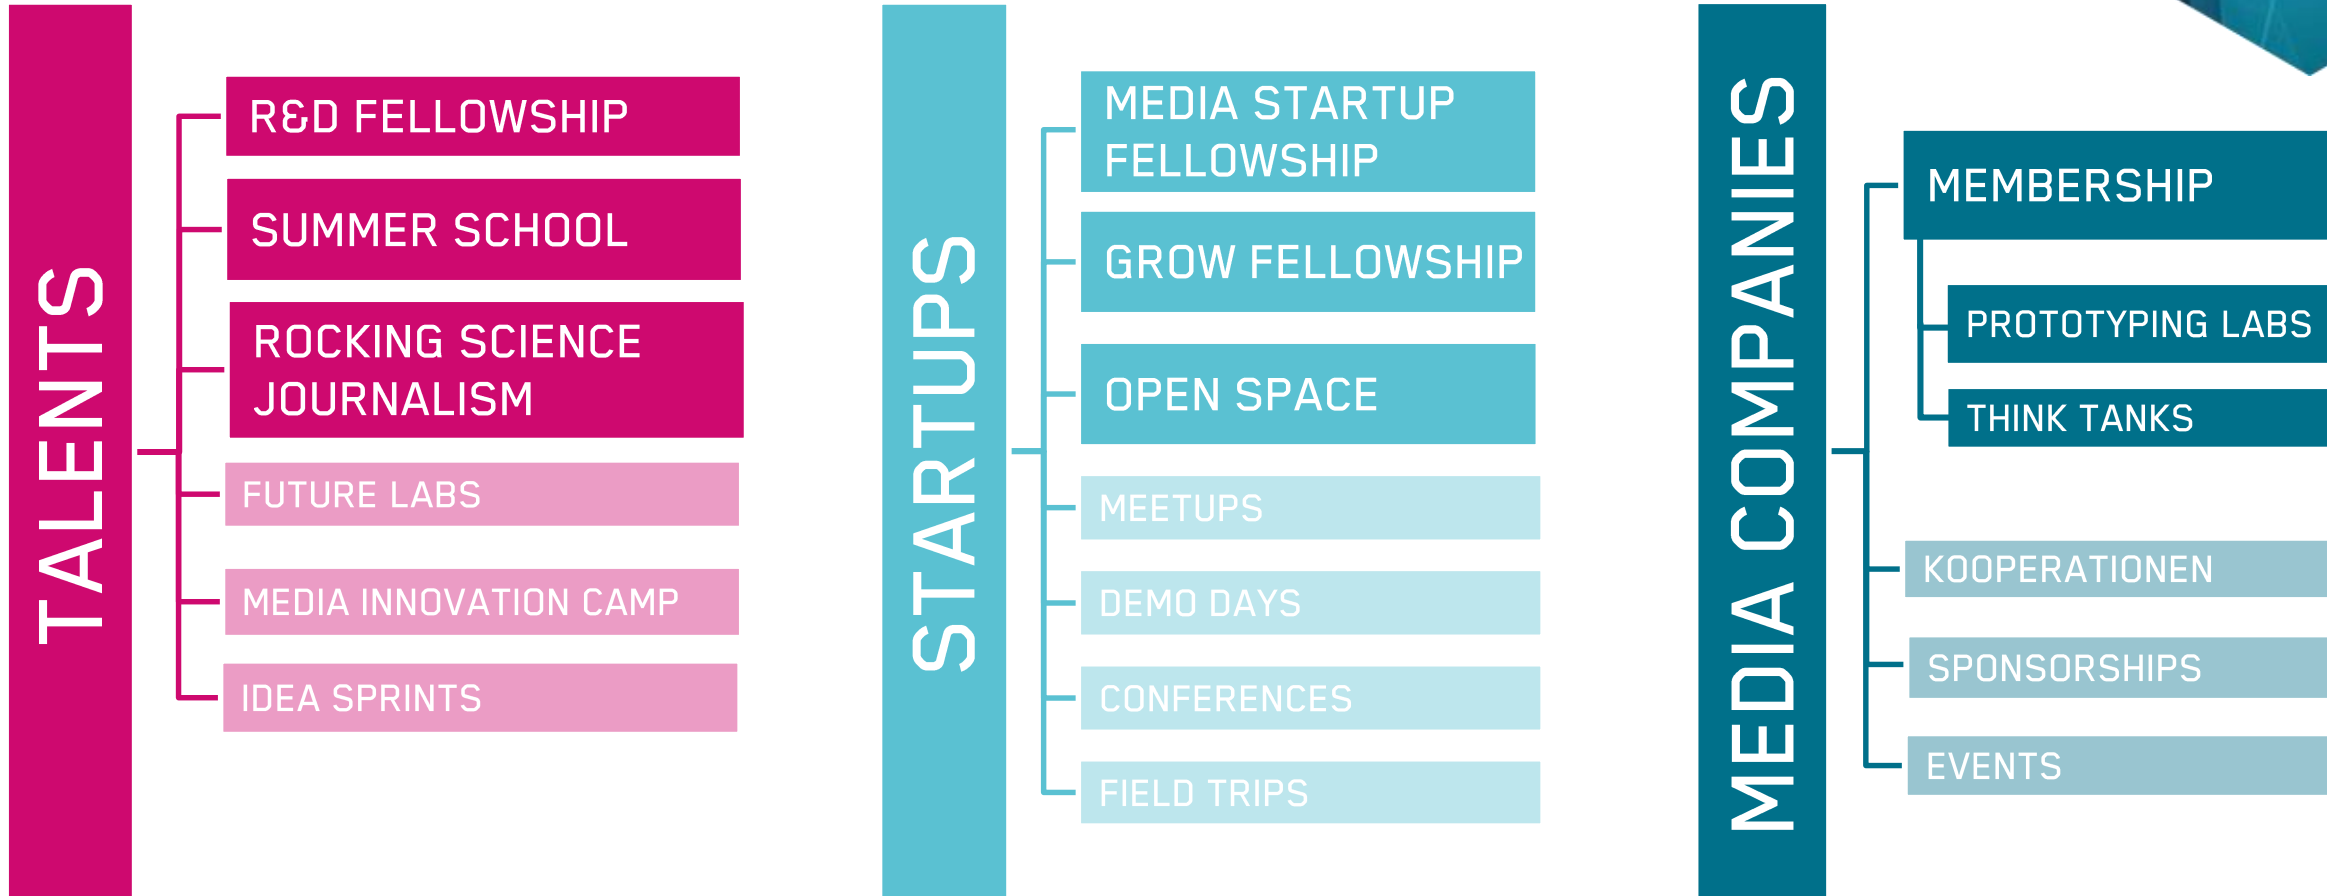 TALENTS
R&D FELLOWSHIP
SUMMER SCHOOL
ROCKING SCIENCE
JOURNALISM
FUTURE LABS
MEDIA INNOVATION CAMP
IDEA SPRINTS
STARTUPS
MEDIA STARTUP
FELLOWSHIP
GROW FELLOWSHIP
OPEN SPACE
MEETUPS
DEMO DAYS
CONFERENCES
FIELD TRIPS
MEDIA COMPANIES
MEMBERSHIP
PROTOTYPING LABS
THINK TANKS
KOOPERATIONEN
SPONSORSHIPS
EVENTS